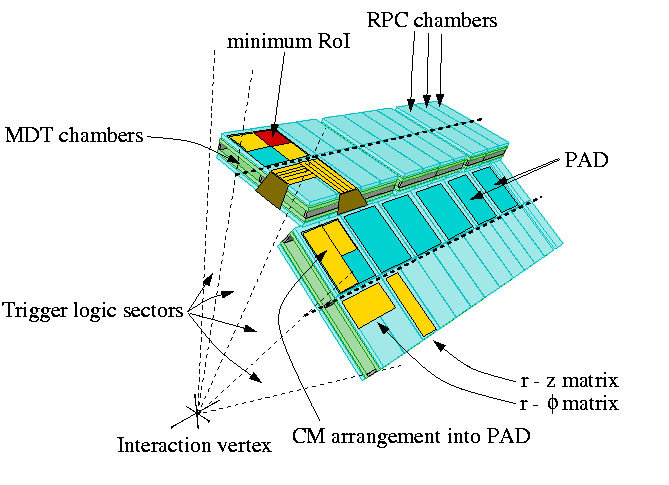 RPC chambers
minimum RoI
MDT chambers
PAD
Trigger logic sectors
r - z matrix
r - ϕ matrix
CM arrangement into PAD
Interaction vertex